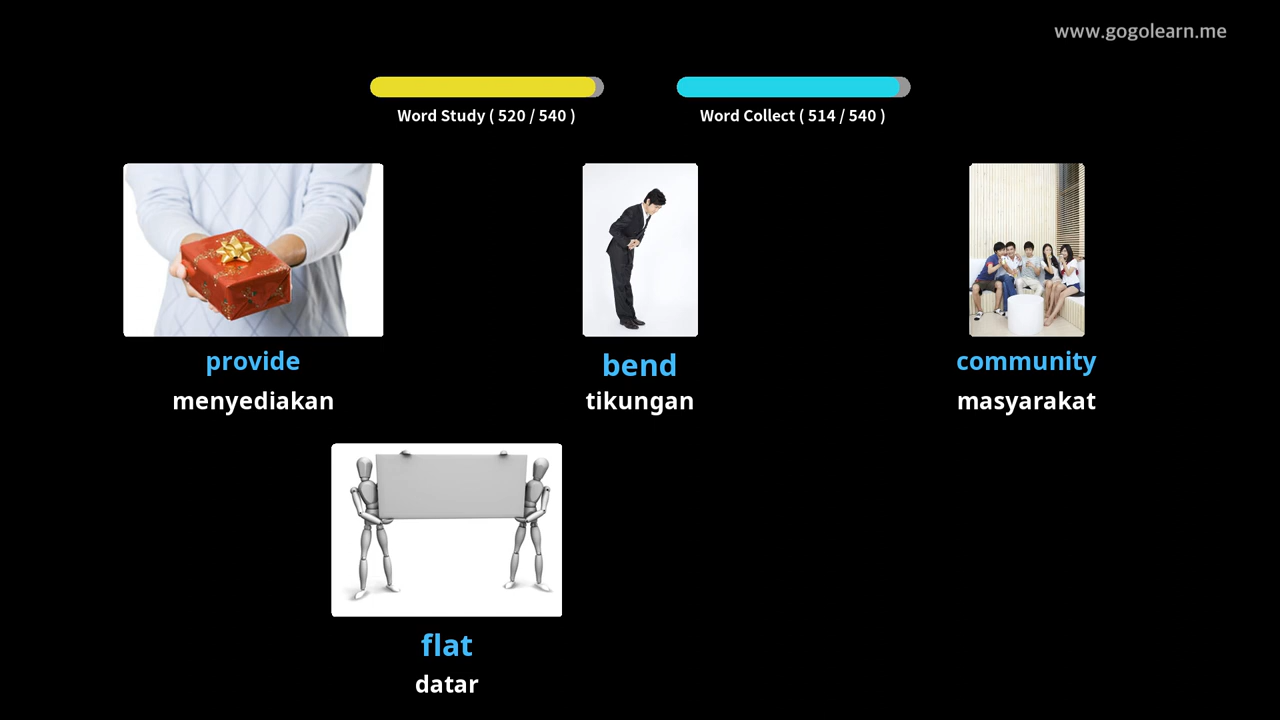 www.gogolearn.me
Word Study ( 520 / 540 )
Word Collect ( 514 / 540 )
provide
menyediakan
bend
tikungan
community
masyarakat
flat
datar